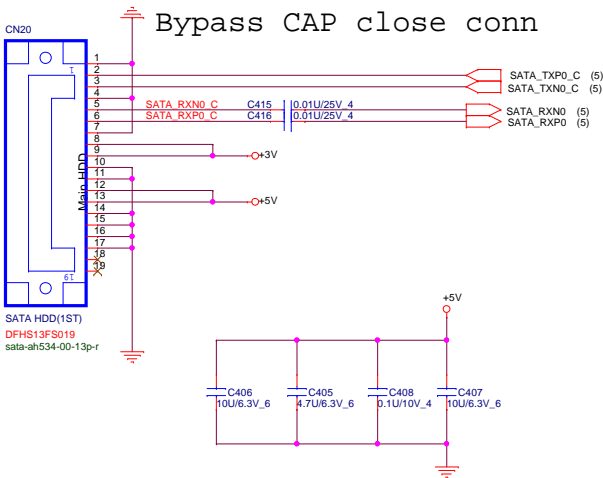 Bypass CAP close conn
CN20
1
1
2
3
4
5
6
7
8
9
10
11
12
13
14
15
16
17
18
19
19
Main HDD
SATA_TXP0_C (5)
SATA_TXN0_C (5)
SATA_RXN0_C C415 0.01U/25V_4 SATA_RXN0 (5)
SATA_RXP0_C C416 0.01U/25V_4 SATA_RXP0 (5)
+3V
+5V
SATA HDD(1ST)
DFHS13FS019
sata-ah534-00-13p-r
+5V
C406 C405 C408 C407
10U/6.3V_6 4.7U/6.3V_6 0.1U/10V_4 10U/6.3V_6